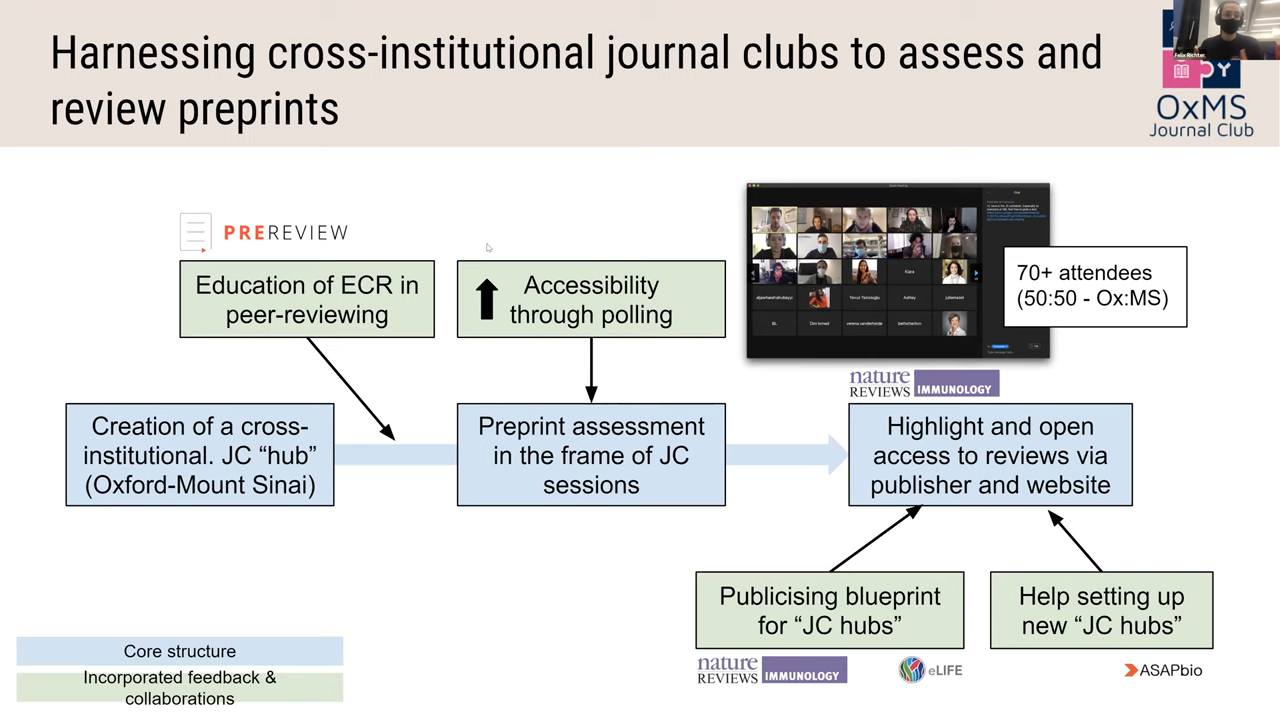 Harnessing cross-institutional journal clubs to assess and
review preprints
Felix Richter
OxMS
Journal Club
PREREVIEW
Education of ECR in
peer-reviewing
Accessibility
through polling
Klara
Ashley
70+ attendees
(50:50 - Ox:MS)
nature
REVIEWS IMMUNOLOGY
Creation of a cross-
institutional. JC “hub”
(Oxford-Mount Sinai)
Preprint assessment
in the frame of JC
sessions
Highlight and open
access to reviews via
publisher and website
Publicising blueprint
for “JC hubs”
Help setting up
new “JC hubs”
nature
REVIEWS IMMUNOLOGY
eLIFE
ASAPbio
Core structure
Incorporated feedback &
collaborations